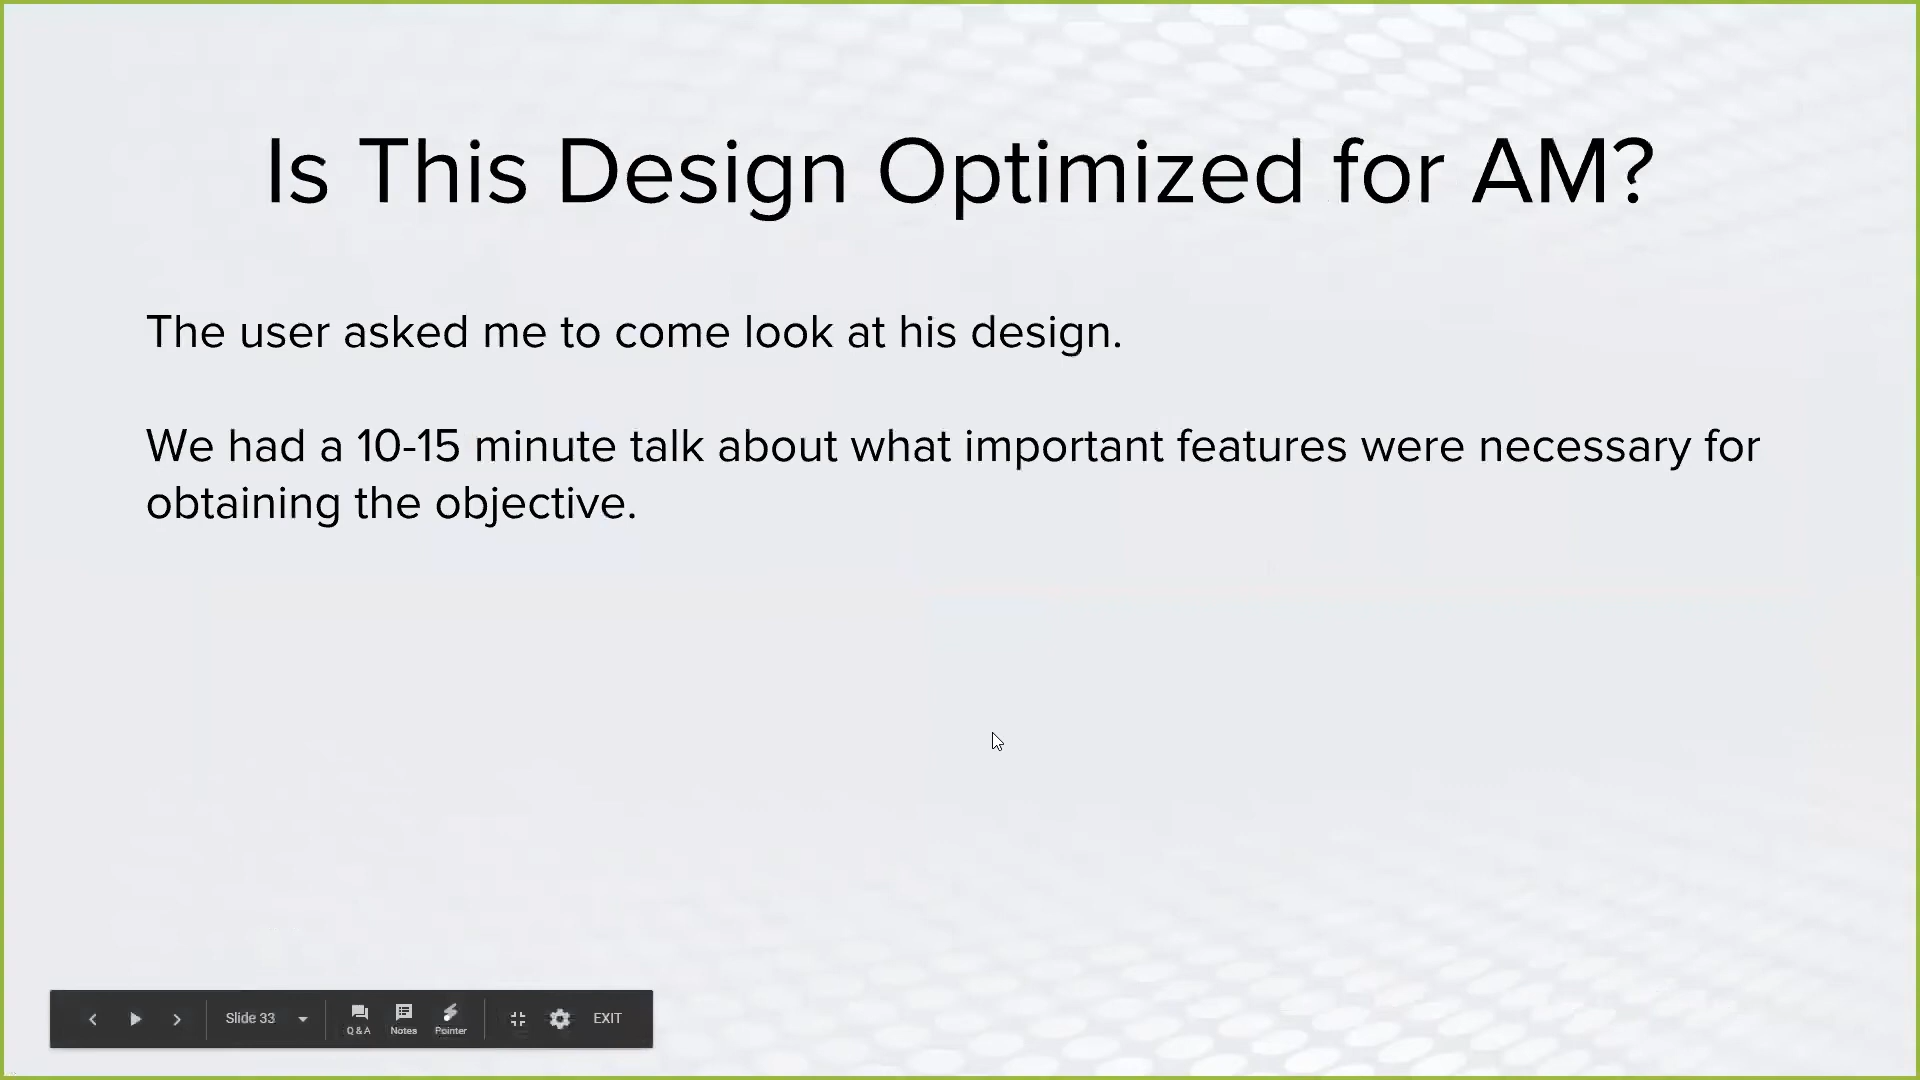 Is This Design Optimized for AM?
The user asked me to come look at his design.
We had a 10-15 minute talk about what important features were necessary for
obtaining the objective.
Slide 33
Q & A
Notes
Pointer
EXIT